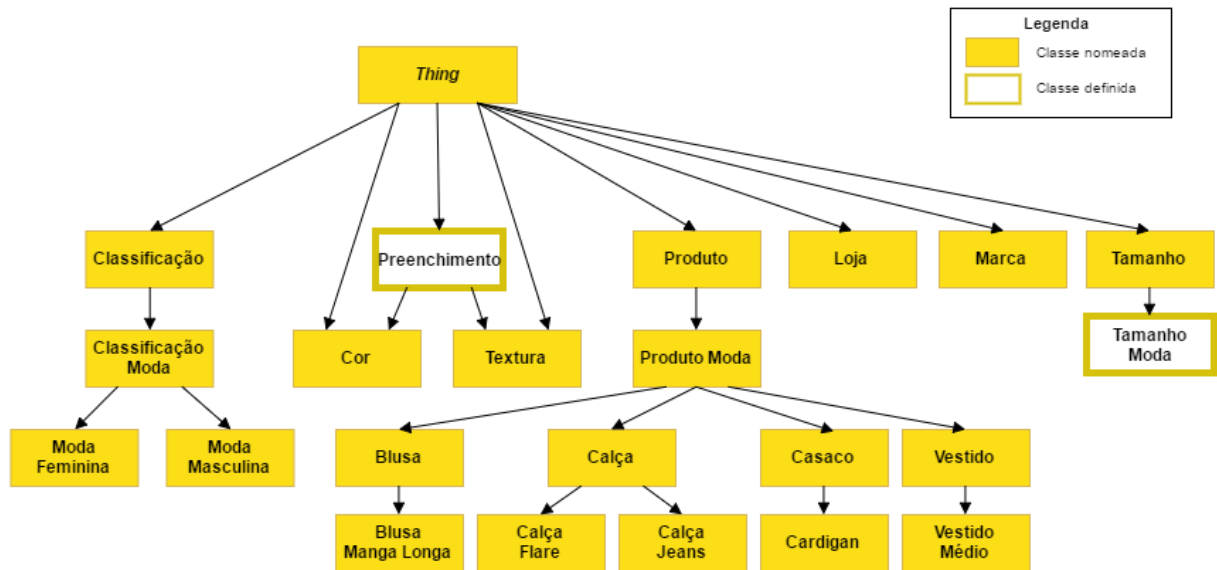 Legenda
Classe nomeada
Classe definida
Thing
Classificação
Preenchimento
Produto
Loja
Marca
Tamanho
Classificação
Moda
Cor
Textura
Produto Moda
Tamanho
Moda
Moda
Feminina
Moda
Masculina
Blusa
Calça
Casaco
Vestido
Blusa
Manga Longa
Calça
Flare
Calça
Jeans
Cardigan
Vestido
Médio